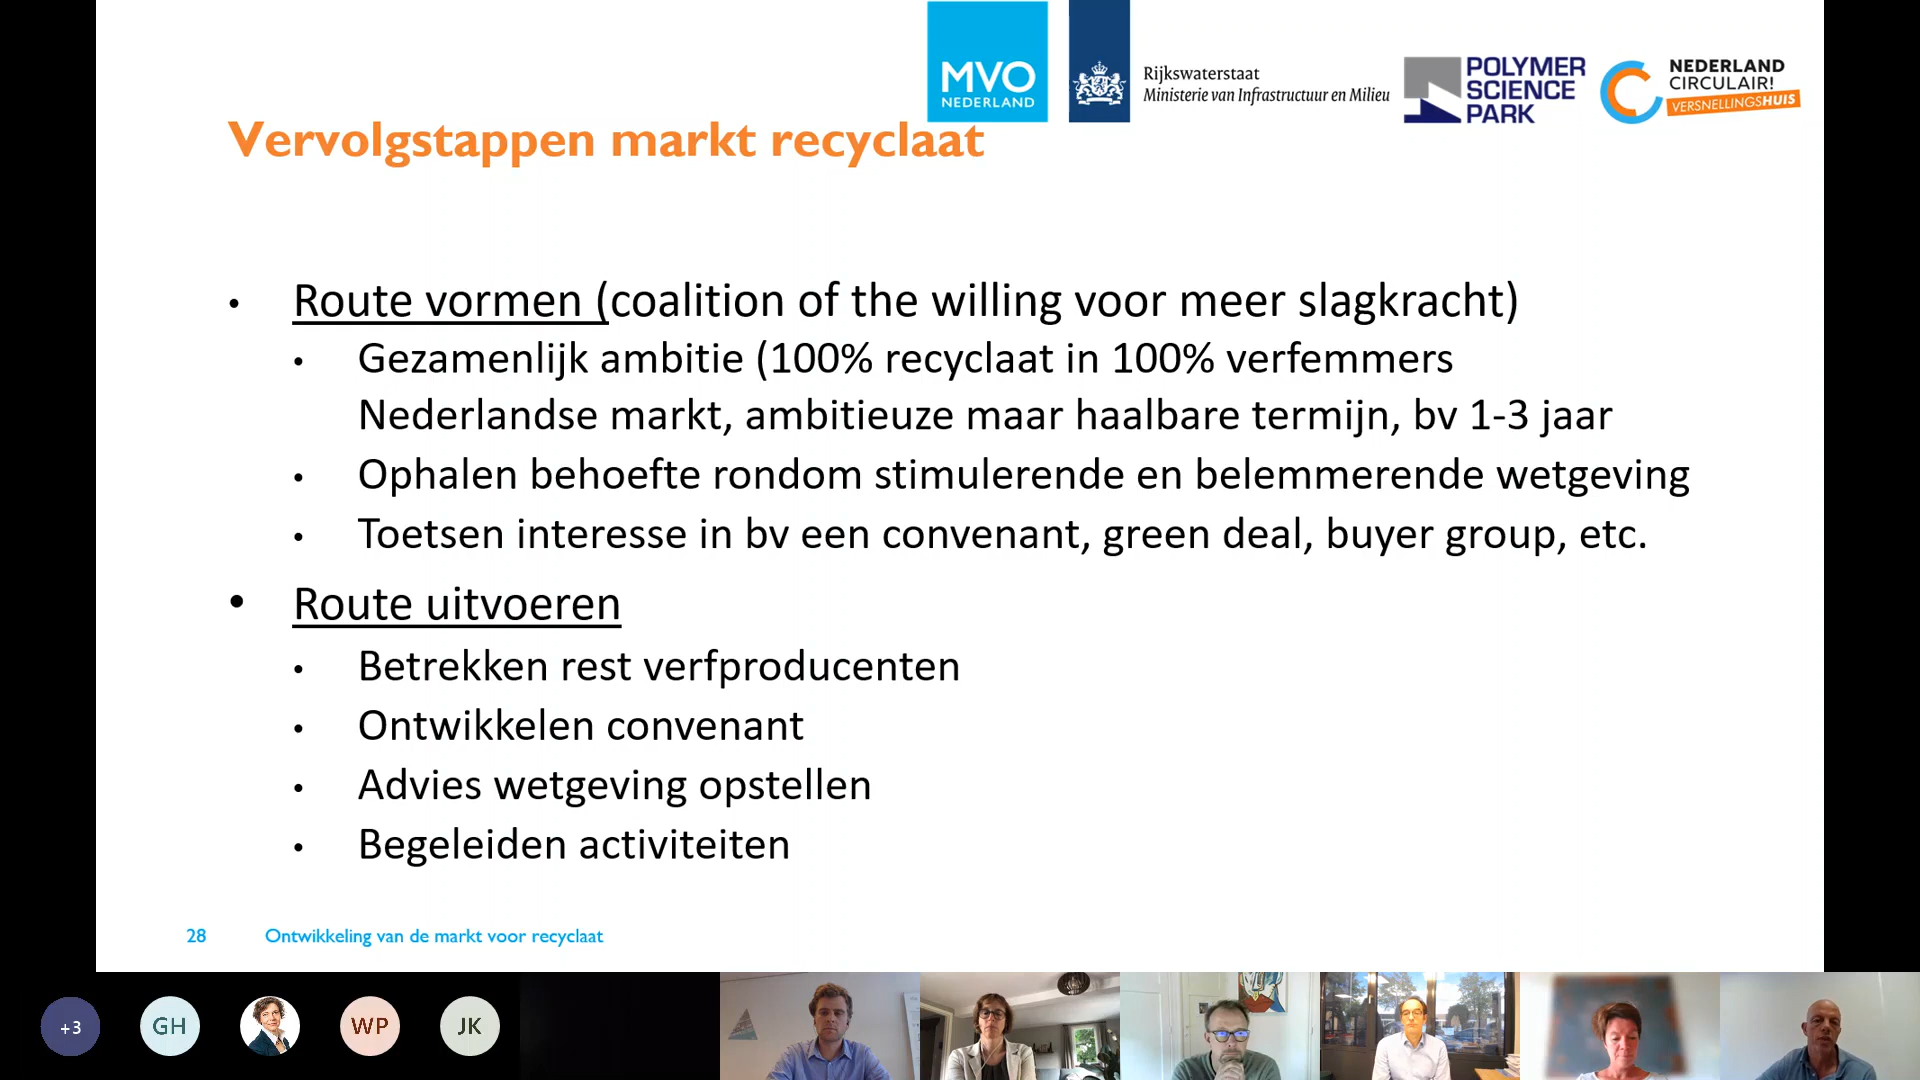 MVO
NEDERLAND
Rijkswaterstaat
Ministerie van Infrastructuur en Milieu
POLYMER
SCIENCE
PARK
NEDERLAND
CIRCULAIR!
VERSNELLINGSHUIS
Vervolgstappen markt recyclaat
• Route vormen (coalition of the willing voor meer slagkracht)
• Gezamenlijk ambitie (100% recyclaat in 100% verfemmers
Nederlandse markt, ambitieuze maar haalbare termijn, bv 1-3 jaar
• Ophalen behoefte rondom stimulerende en belemmerende wetgeving
• Toetsen interesse in bv een convenant, green deal, buyer group, etc.
• Route uitvoeren
• Betrekken rest verfproducenten
• Ontwikkelen convenant
• Advies wetgeving opstellen
• Begeleiden activiteiten
28 Ontwikkeling van de markt voor recyclaat
+3 GH WP JK